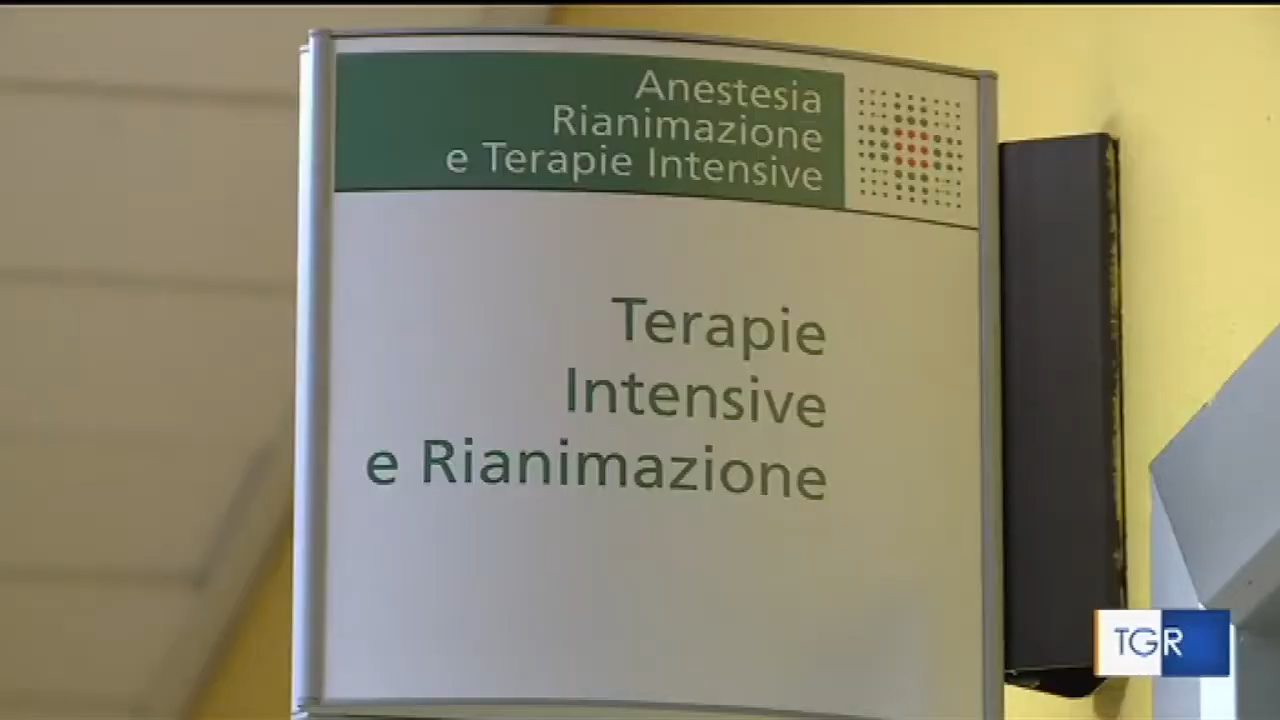 Anestesia
Rianimazione
e Terapie Intensive
Terapie
Intensive
e Rianimazione
TGR